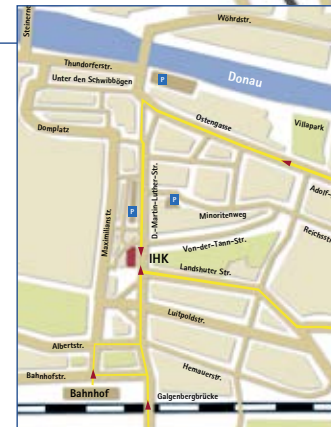 Wöhrdstr.
Steinerne
Thundorferstr.
Donau
Unter den Schwibbögen
P
Ostengasse
Villapark
Domplatz
D.-Martin-Luther-Str.
Adolf-
P
P
Minoritenweg
Maximilianstr.
Reichsstr
Von-der-Tann-Str.
IHK
Landshuter Str.
Luitpoldstr.
Albertstr.
Bahnhofstr.
Hemauerstr.
Bahnhof
Galgenbergbrücke